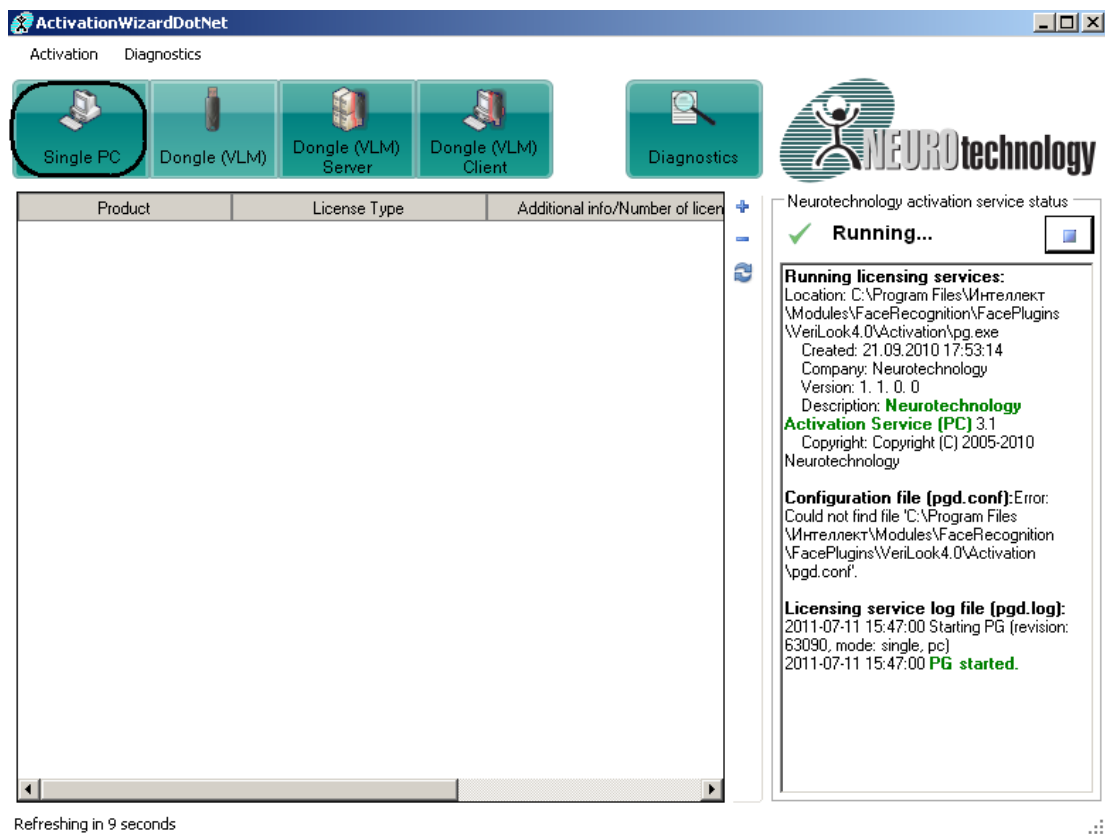 ActivationWizardDotNet
Activation Diagnostics
Single PC
Dongle (VLM)
Dongle (VLM)
Server
Dongle (VLM)
Client
Diagnostics
NEUROtechnology
Product License Type Additional info/Number of licen
Neurotechnology activation service status
Running...
Running licensing services:
Location: C:\Program Files\Интеллект
\Modules\FaceRecognition\FacePlugins
\VeriLook4.0\Activation\pg.exe
Created: 21.09.2010 17:53:14
Company: Neurotechnology
Version: 1. 1. 0. 0
Description: Neurotechnology
Activation Service (PC) 3.1
Copyright: Copyright (C) 2005-2010
Neurotechnology
Configuration file (pgd.conf):Error:
Could not find file 'C:\Program Files
\Интеллект\Modules\FaceRecognition
\FacePlugins\VeriLook4.0\Activation
\pgd.conf'.
Licensing service log file (pgd.log):
2011-07-11 15:47:00 Starting PG (revision:
63090, mode: single, pc)
2011-07-11 15:47:00 PG started.
Refreshing in 9 seconds